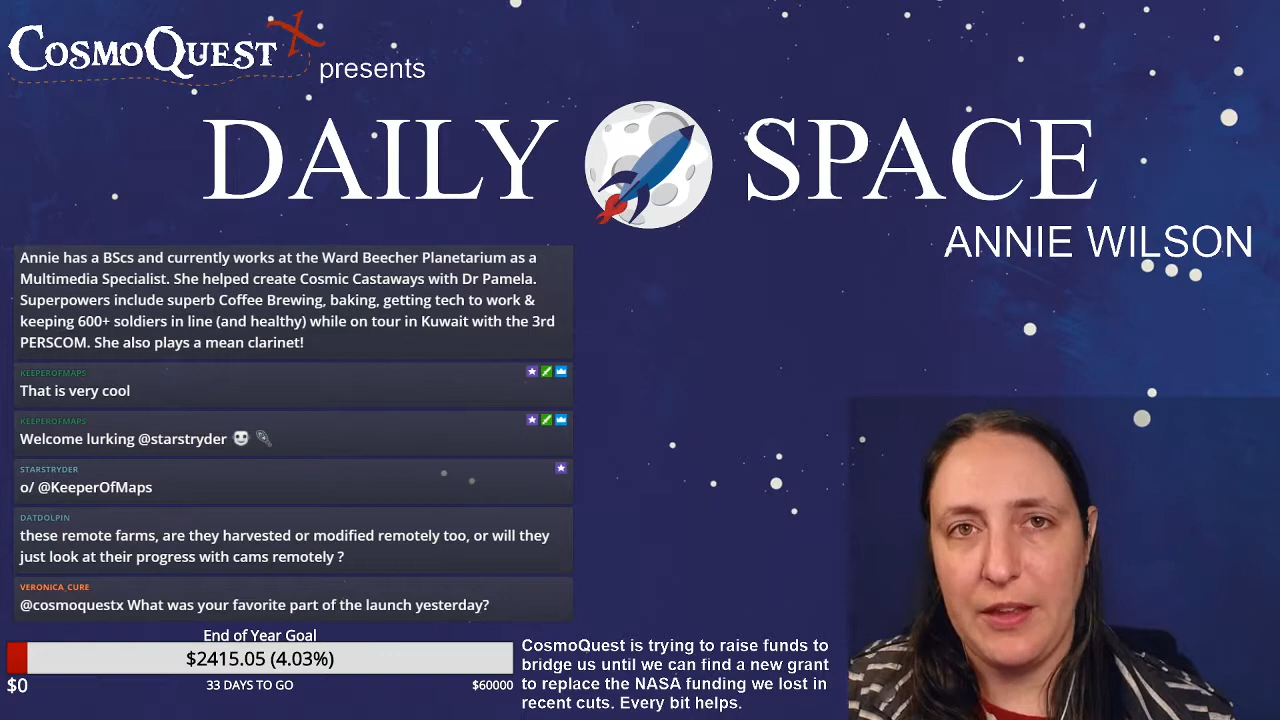 COSMOQUEST X
presents
DAILY SPACE
ANNIE WILSON
Annie has a BScs and currently works at the Ward Beecher Planetarium as a
Multimedia Specialist. She helped create Cosmic Castaways with Dr Pamela.
Superpowers include superb Coffee Brewing, baking, getting tech to work &
keeping 600+ soldiers in line (and healthy) while on tour in Kuwait with the 3rd
PERSCOM. She also plays a mean clarinet!
KEEPEROFMAPS
That is very cool
KEEPEROFMAPS
Welcome lurking @starstryder
STARSTRYDER
o/ @KeeperOfMaps
DATDOLPIN
these remote farms, are they harvested or modified remotely too, or will they
just look at their progress with cams remotely ?
VERONICA_CURE
@cosmoquestx What was your favorite part of the launch yesterday?
End of Year Goal
$2415.05 (4.03%)
$0
33 DAYS TO GO
$60000
CosmoQuest is trying to raise funds to
bridge us until we can find a new grant
to replace the NASA funding we lost in
recent cuts. Every bit helps.